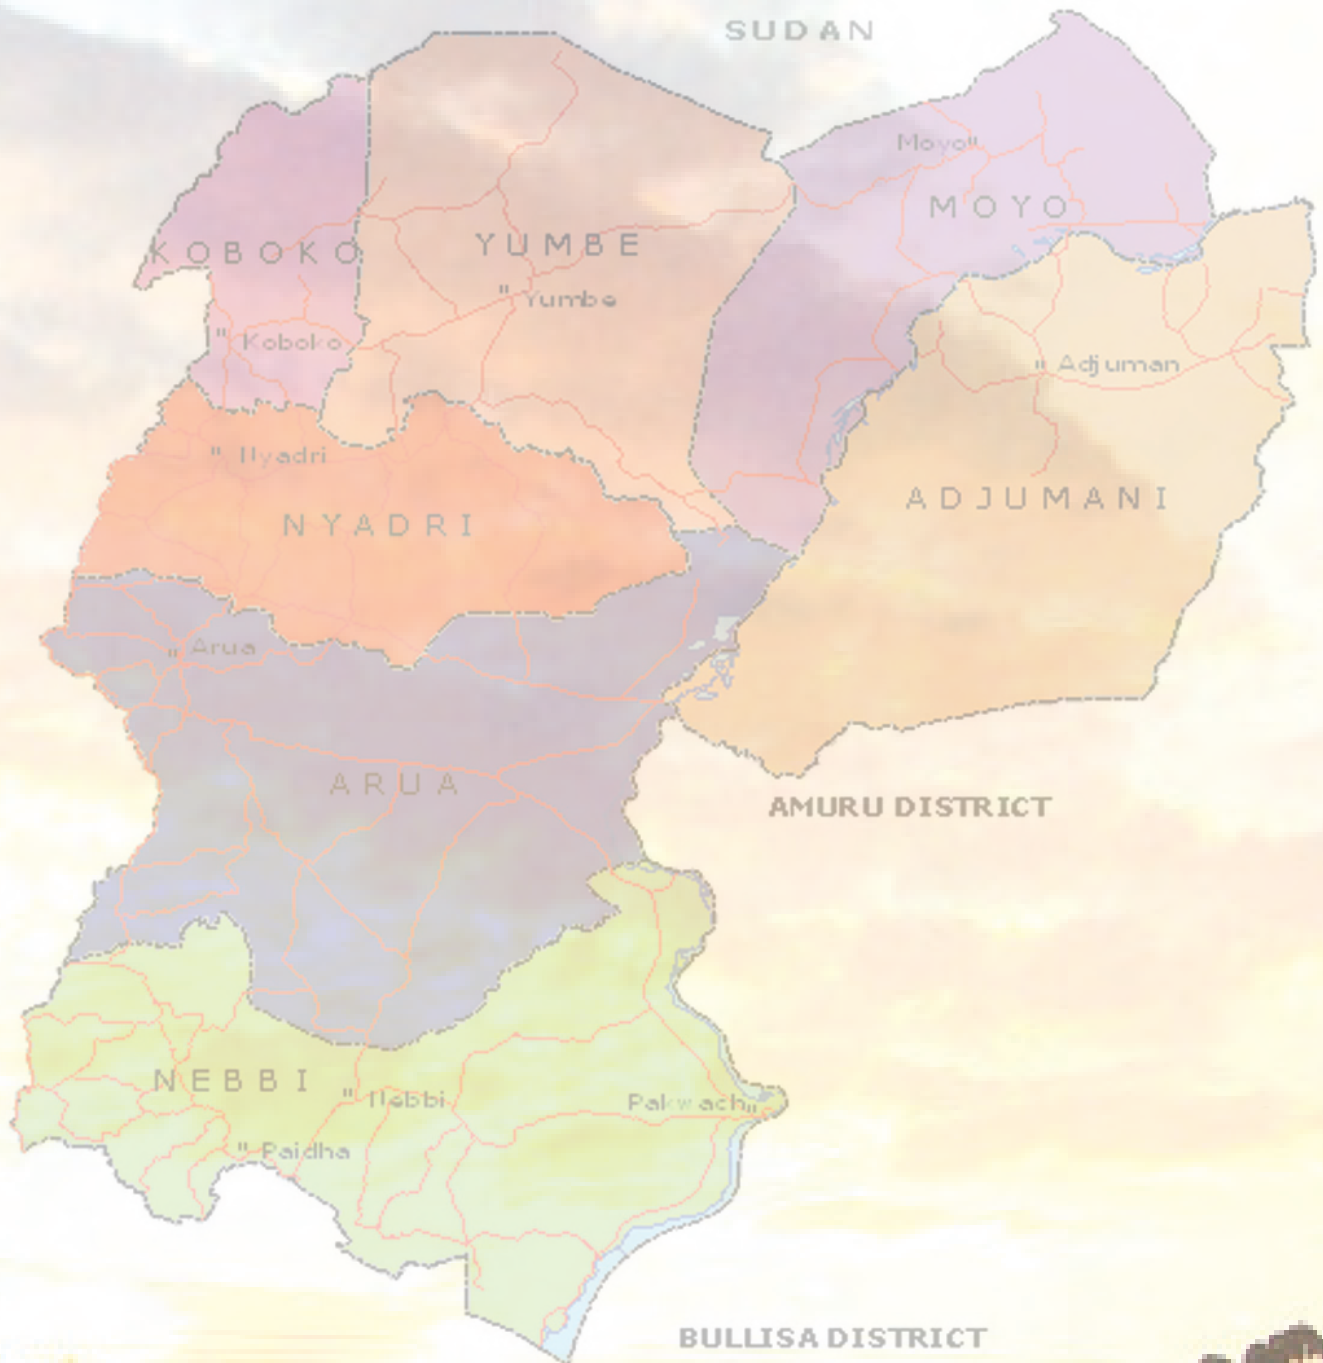 SUDAN
Moyo
MOYO
KOBOKO
YUMBE
Yumbe
Koboko
Adjuman
Nyadri
ADJUMANI
NYADRI
Arua
ARUA
AMURU DISTRICT
NEBBI
Nebbi
Pakwach
Paidha
BULLISA DISTRICT